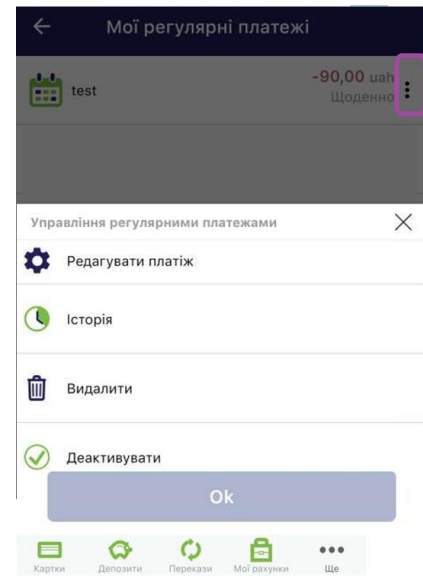 Мої регулярні платежі
test
-90,00 uah
Щоденно
Управління регулярними платежами
Редагувати платіж
Історія
Видалити
Деактивувати
Ok
Картки Депозити Перекази Мої рахунки Ще